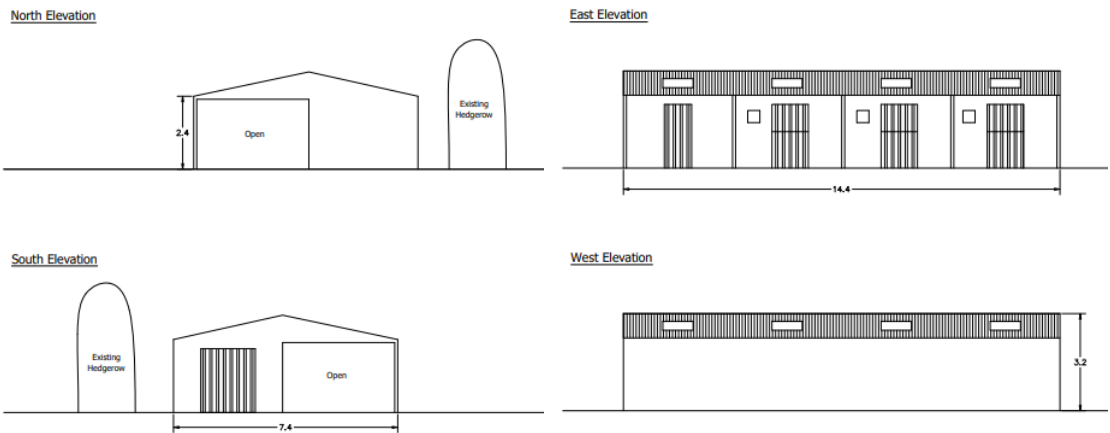 North Elevation
East Elevation
2.4
Open
Existing
Hedgerow
14.4
South Elevation
West Elevation
Existing
Hedgerow
Open
7.4
3.2